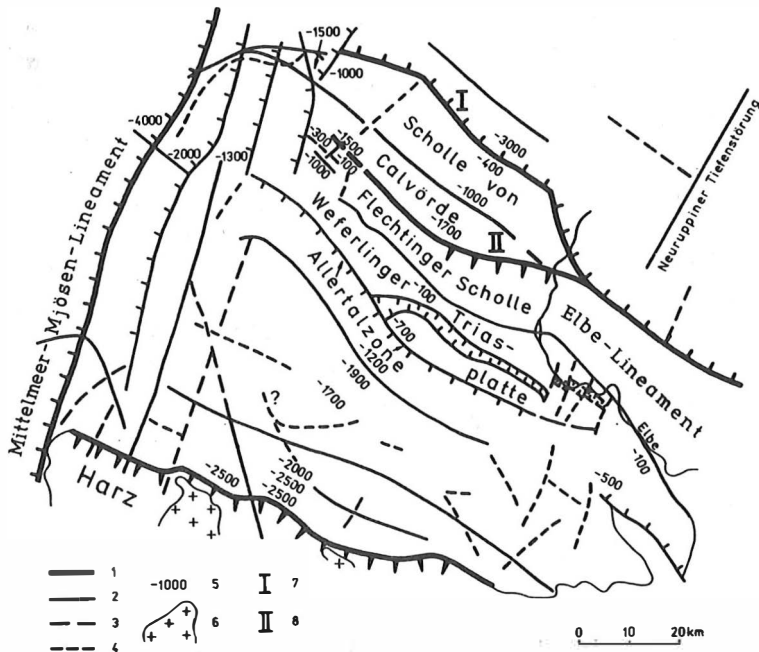 -1500
-1000
I
-3000
-4000
-2000
-1300
-300
-1500
-100
-1000
?
Scholle von
-400
Calvörde
-1000
-1700
II
Neuruppiner Tiefenstörung
Mittelmeer-Mjösen-Lineament
Flechtinger Scholle
Weferlinger
-100
Trias-
platte
Allertalzone
-700
-1200
-1900
-1700
?
Elbe-Lineament
Elbe
-100
-500
Harz
-2500
-2000
-2500
-2500
1
2
3
4
-1000 5
6
I 7
II 8
0 10 20km